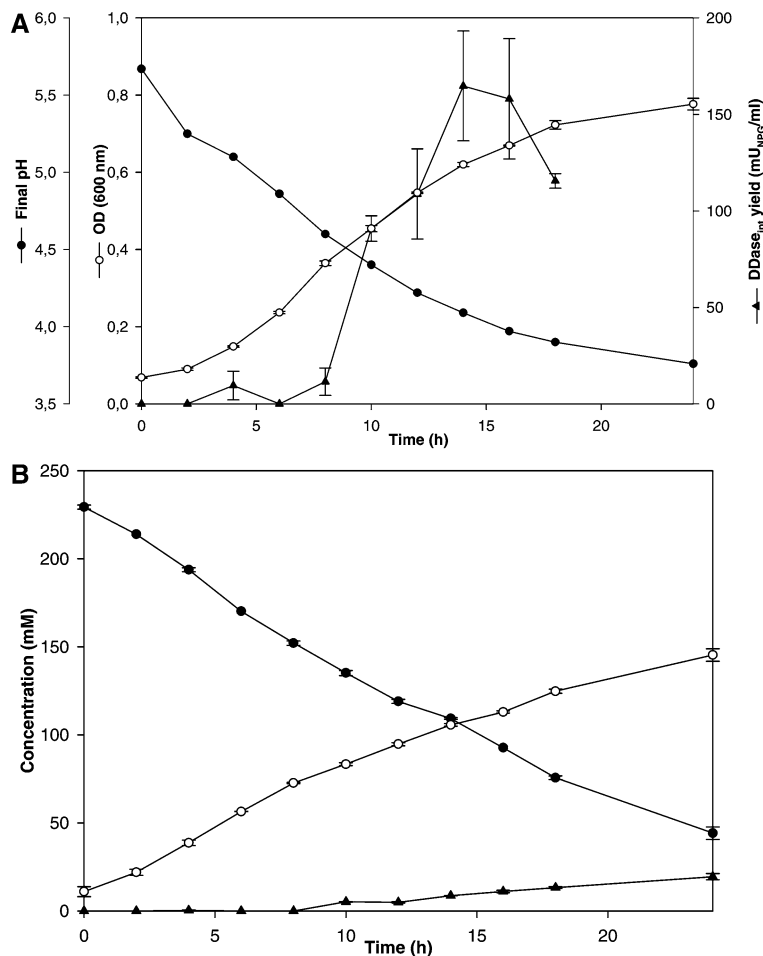 A
6,0
5,5
5,0
4,5
4,0
3,5
Final pH
1,0
0,8
0,6
0,4
0,2
0,0
OD (600 nm)
200
150
100
50
0
DDase_int yield (mU_NPG/ml)
0 5 10 15 20
Time (h)
B
250
200
150
100
50
0
Concentration (mM)
0 5 10 15 20
Time (h)